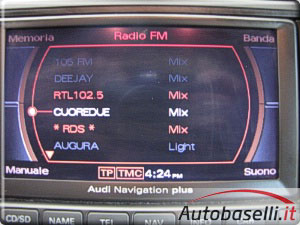 Radio FM
Memoria Banda
105 FM Mix
DEEJAY Mix
RTL102.5 Mix
CUOREDUE Mix
* RDS * Mix
AUGURA Light
Manuale TP TMC 4:24 PM Suono
Audi Navigation plus
CD/SD NAME TEL NAV INFO
Autobaselli.it